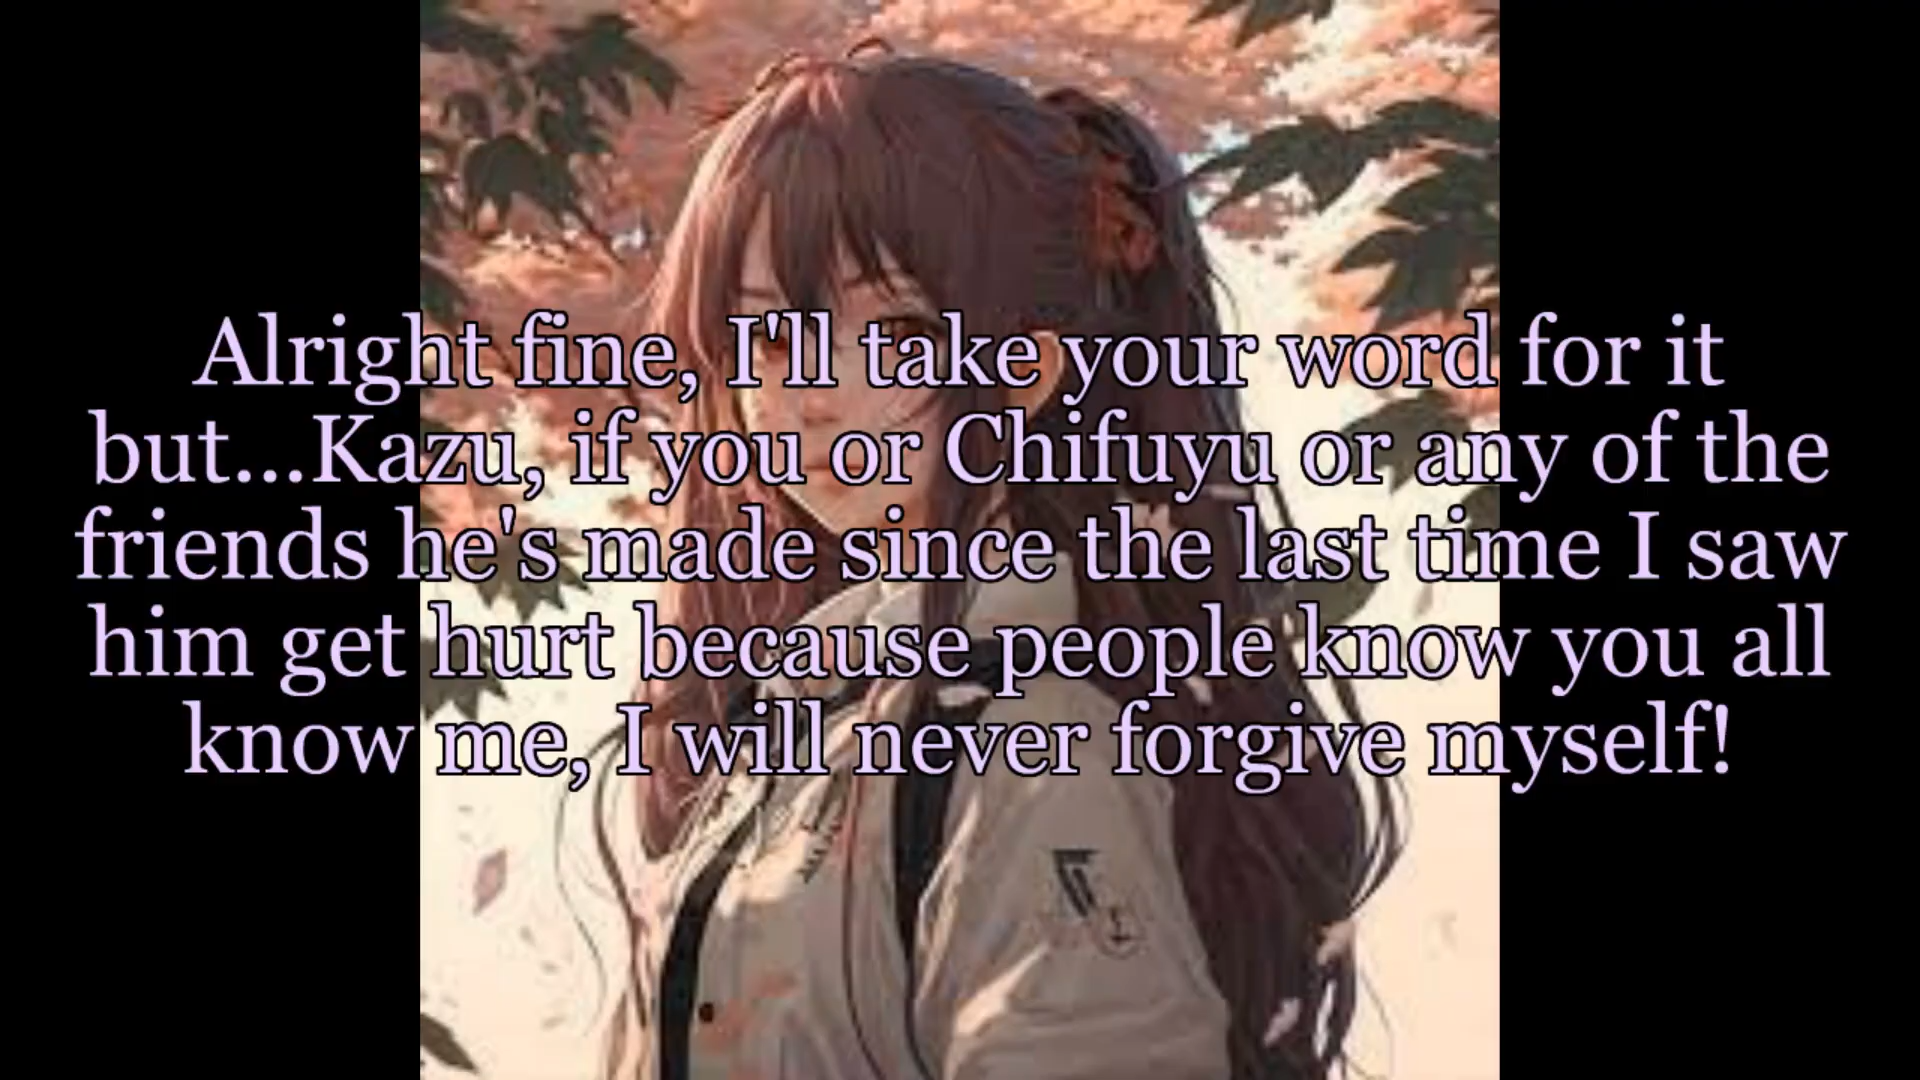 Alright fine, I'll take your word for it
but...Kazu, if you or Chifuyu or any of the
friends he's made since the last time I saw
him get hurt because people know you all
know me, I will never forgive myself!